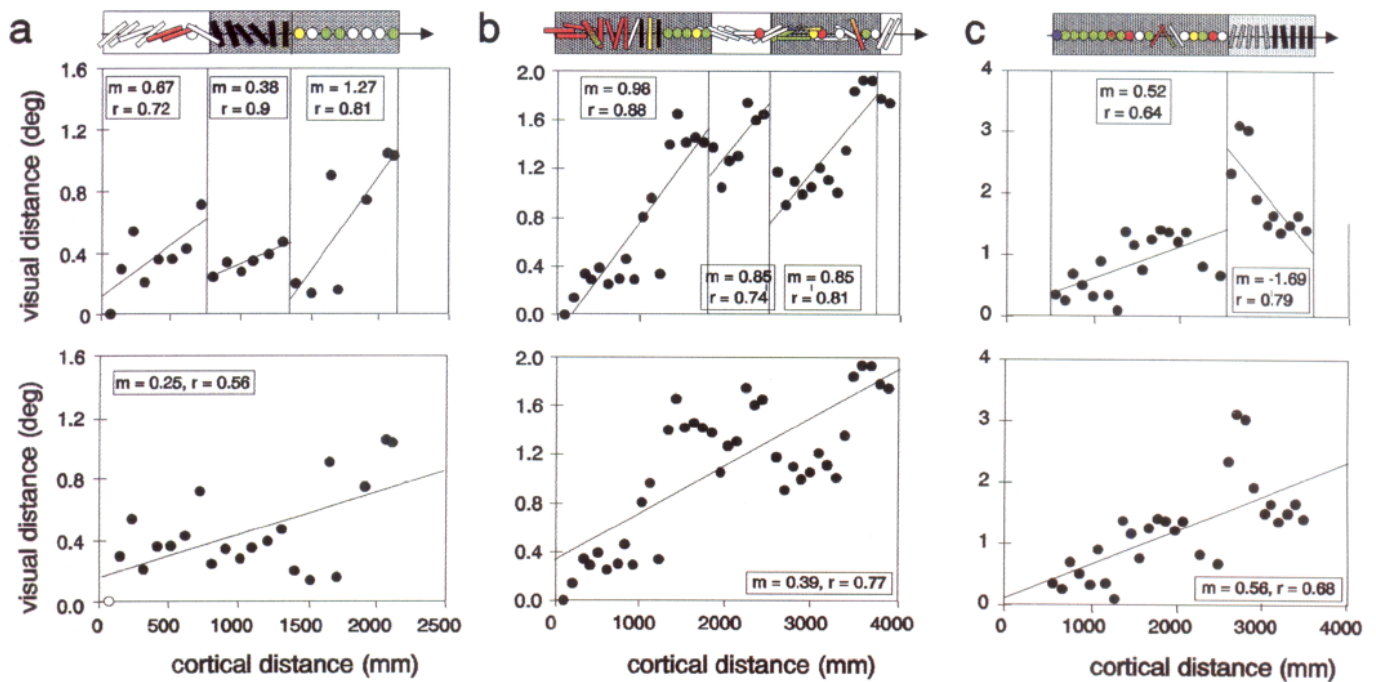 a
b
c
m = 0.67
r = 0.72
m = 0.38
r = 0.9
m = 1.27
r = 0.81
1.6
1.2
0.8
0.4
0
visual distance (deg)
m = 0.98
r = 0.88
m = 0.85
r = 0.74
m = 0.85
r = 0.81
2.0
1.6
1.2
0.8
0.4
0.0
m = 0.52
r = 0.64
m = -1.69
r = 0.79
4
3
2
1
0
m = 0.25, r = 0.56
1.6
1.2
0.8
0.4
0.0
visual distance (deg)
0 500 1000 1500 2000 2500
cortical distance (mm)
m = 0.39, r = 0.77
2.0
1.6
1.2
0.8
0.4
0.0
0 1000 2000 3000 4000
cortical distance (mm)
m = 0.56, r = 0.68
4
3
2
1
0
0 1000 2000 3000 4000
cortical distance (mm)